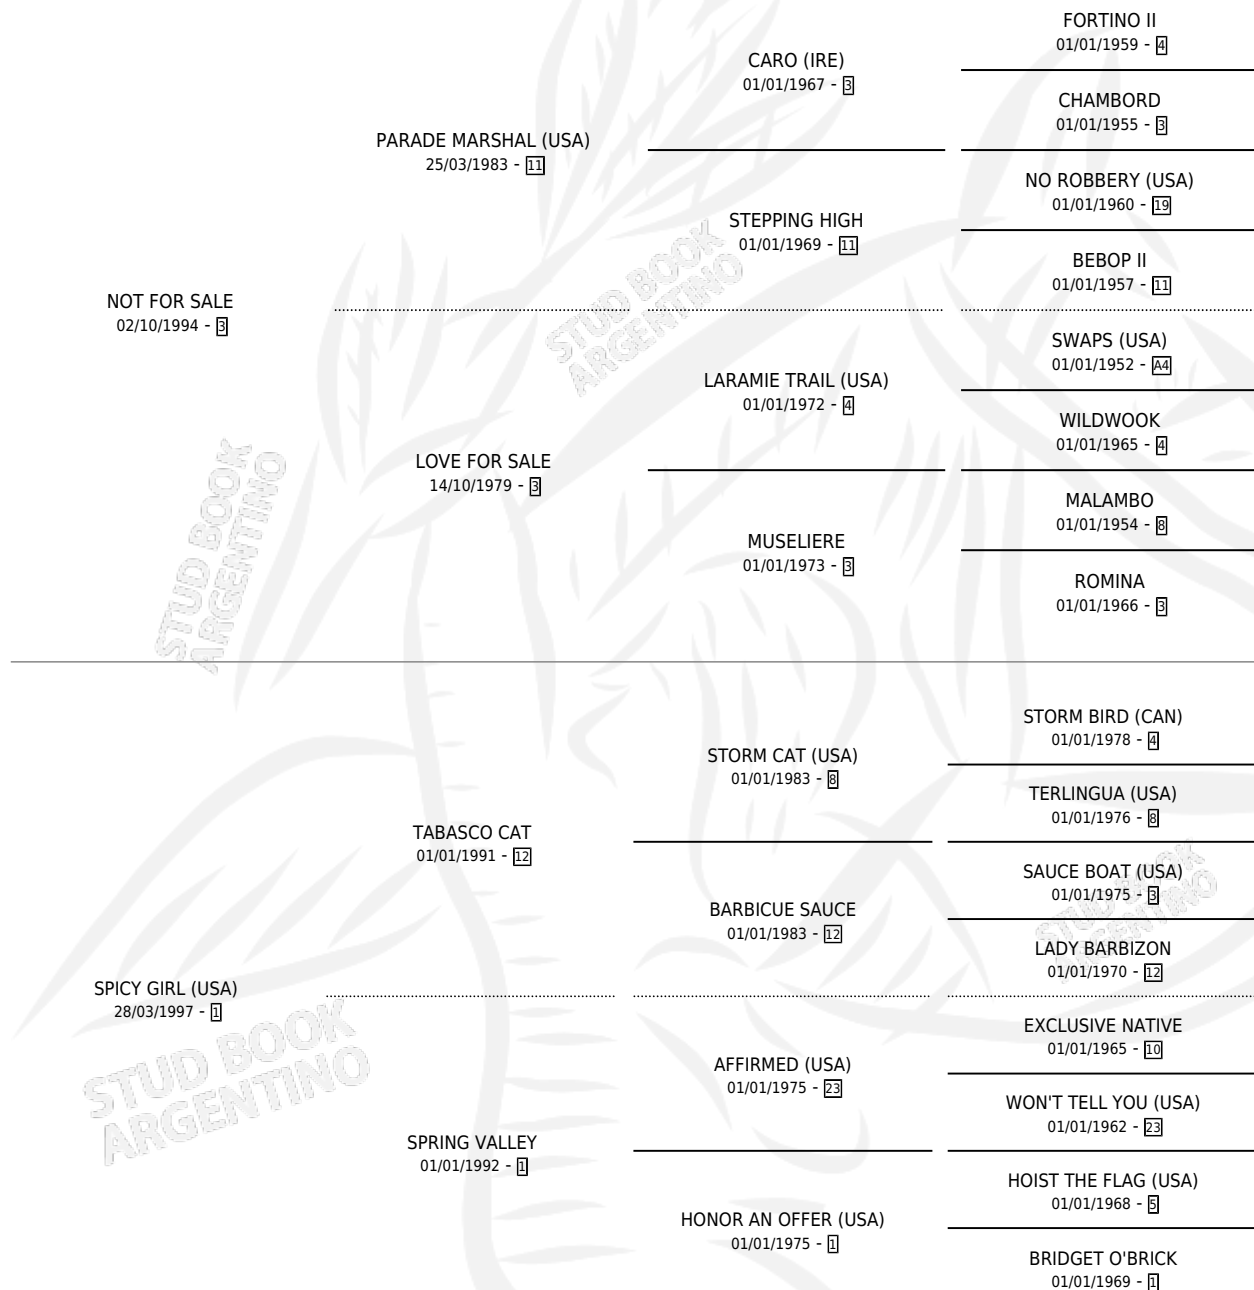 FORTINO II
01/01/1959 - 4
CARO (IRE)
01/01/1967 - 3
CHAMBORD
01/01/1955 - 3
PARADE MARSHAL (USA)
25/03/1983 - 11
NO ROBBERY (USA)
01/01/1960 - 19
STEPPING HIGH
01/01/1969 - 11
BEBOP II
01/01/1957 - 11
NOT FOR SALE
02/10/1994 - 3
SWAPS (USA)
01/01/1952 - A4
LARAMIE TRAIL (USA)
01/01/1972 - 4
WILDWOOK
01/01/1965 - 4
LOVE FOR SALE
14/10/1979 - 3
MALAMBO
01/01/1954 - 8
MUSELIERE
01/01/1973 - 3
ROMINA
01/01/1966 - 3
STORM BIRD (CAN)
01/01/1978 - 4
STORM CAT (USA)
01/01/1983 - 8
TERLINGUA (USA)
01/01/1976 - 8
TABASCO CAT
01/01/1991 - 12
SAUCE BOAT (USA)
01/01/1975 - 3
BARBICUE SAUCE
01/01/1983 - 12
LADY BARBIZON
01/01/1970 - 12
SPICY GIRL (USA)
28/03/1997 - 1
EXCLUSIVE NATIVE
01/01/1965 - 10
AFFIRMED (USA)
01/01/1975 - 23
WON'T TELL YOU (USA)
01/01/1962 - 23
SPRING VALLEY
01/01/1992 - 1
HOIST THE FLAG (USA)
01/01/1968 - 5
HONOR AN OFFER (USA)
01/01/1975 - 1
BRIDGET O'BRICK
01/01/1969 - 1
STUD BOOK
ARGENTINO
STUD BOOK
ARGENTINO
STUD BOOK
ARGENTINO
STUD BOOK
ARGENTINO